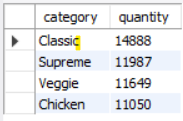 category quantity
Classic 14888
Supreme 11987
Veggie 11649
Chicken 11050